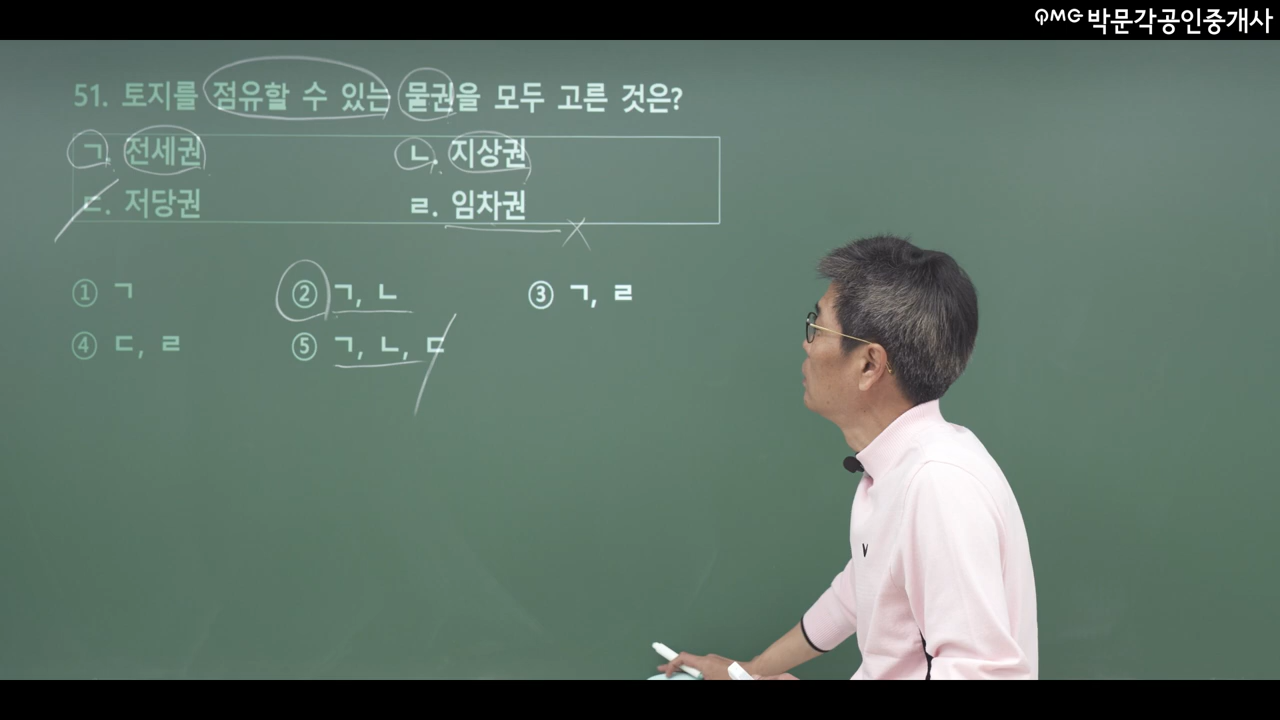 QMG 박문각공인중개사
51. 토지를 점유할 수 있는 물권을 모두 고른 것은?
ㄱ. 전세권 ㄴ. 지상권
ㄷ. 저당권 ㄹ. 임차권
① ㄱ ② ㄱ, ㄴ ③ ㄱ, ㄹ
④ ㄷ, ㄹ ⑤ ㄱ, ㄴ, ㄷ